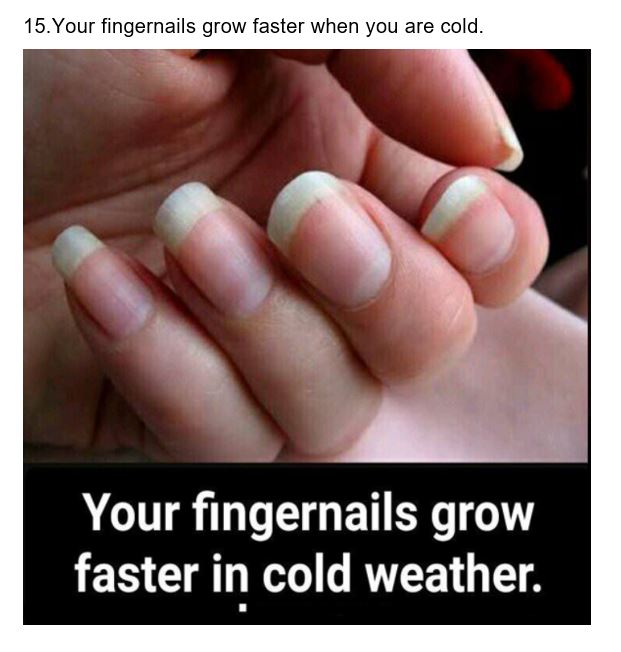 15.Your fingernails grow faster when you are cold.
Your fingernails grow
faster in cold weather.